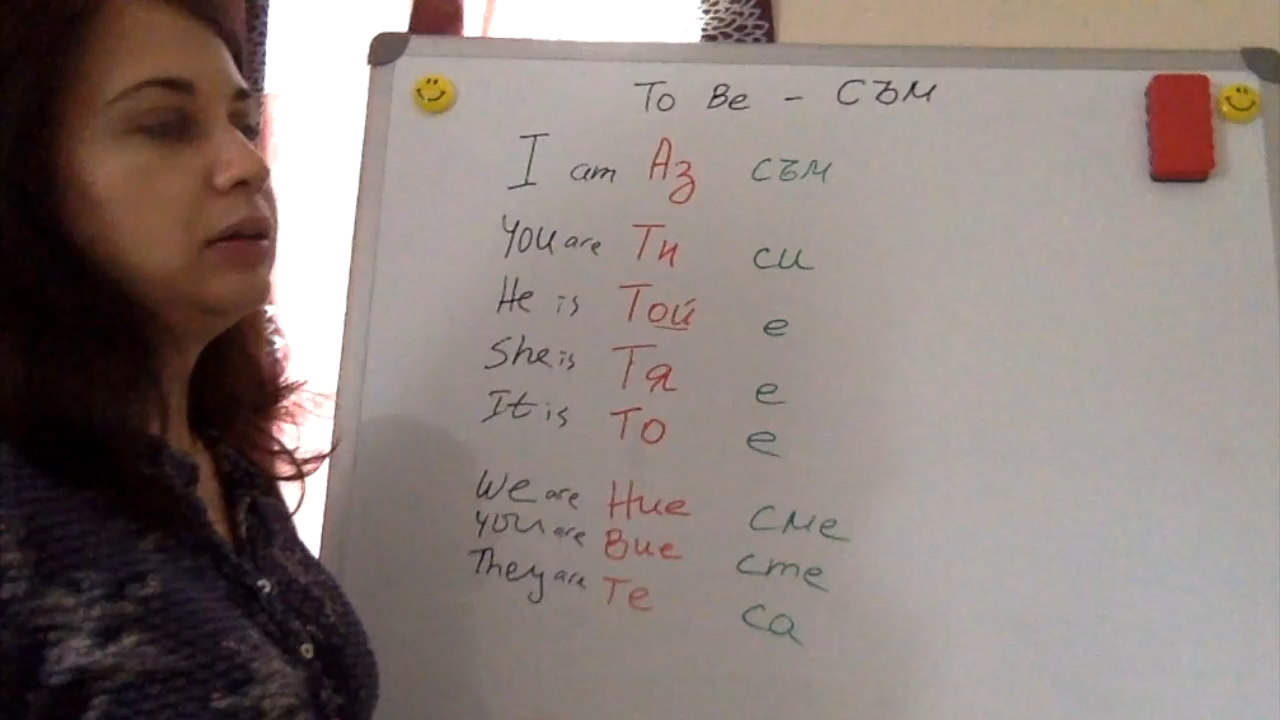 To Be - СЪМ
I am Аз съм
You are Ти си
He is Той е
She is Тя е
It is То е
We are Ние сме
You are Вие сте
They are Те са